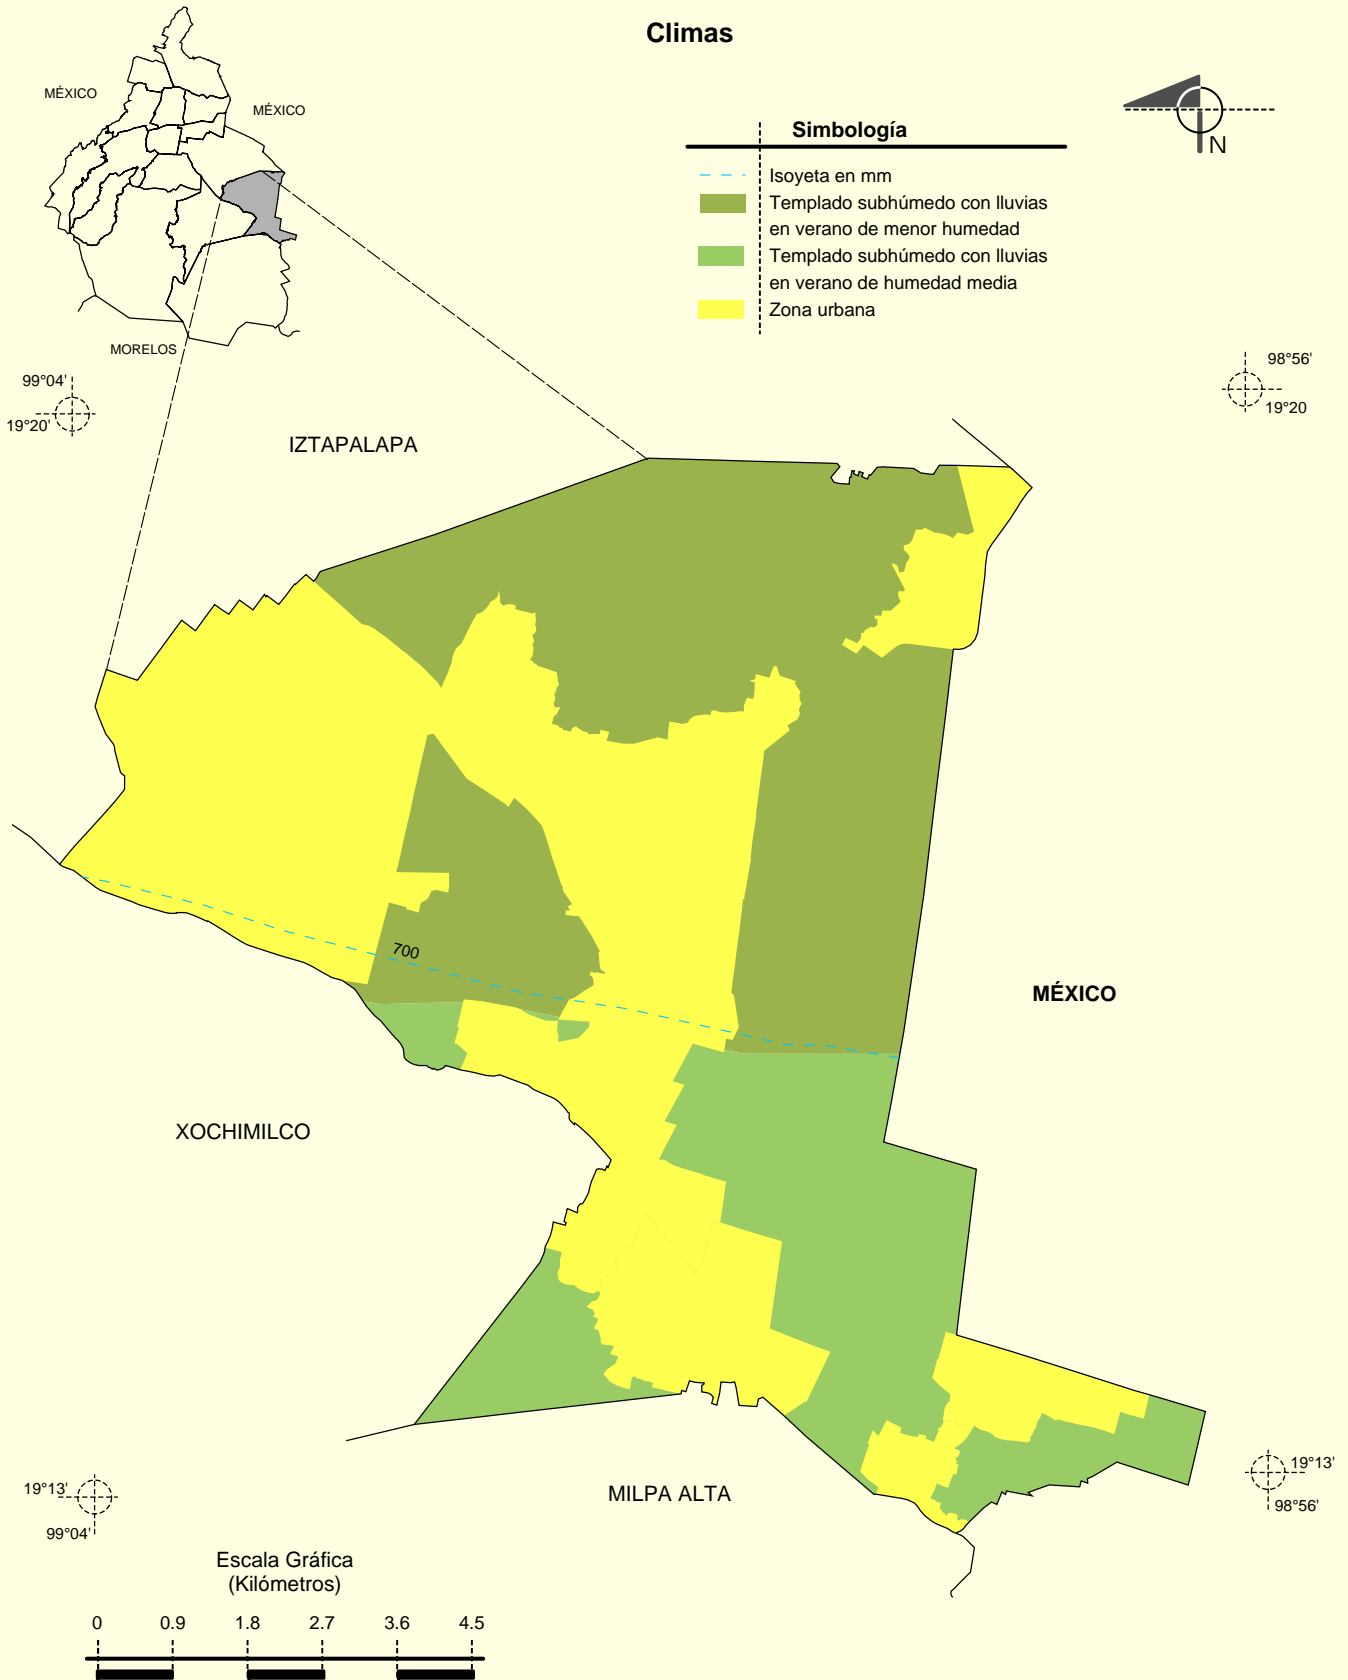 Climas
MÉXICO
MÉXICO
MORELOS
N
Simbología
Isoyeta en mm
Templado subhúmedo con lluvias
en verano de menor humedad
Templado subhúmedo con lluvias
en verano de humedad media
Zona urbana
99°04'
19°20'
98°56'
19°20
IZTAPALAPA
700
MÉXICO
XOCHIMILCO
MILPA ALTA
19°13'
99°04'
19°13'
98°56'
Escala Gráfica
(Kilómetros)
0 0.9 1.8 2.7 3.6 4.5